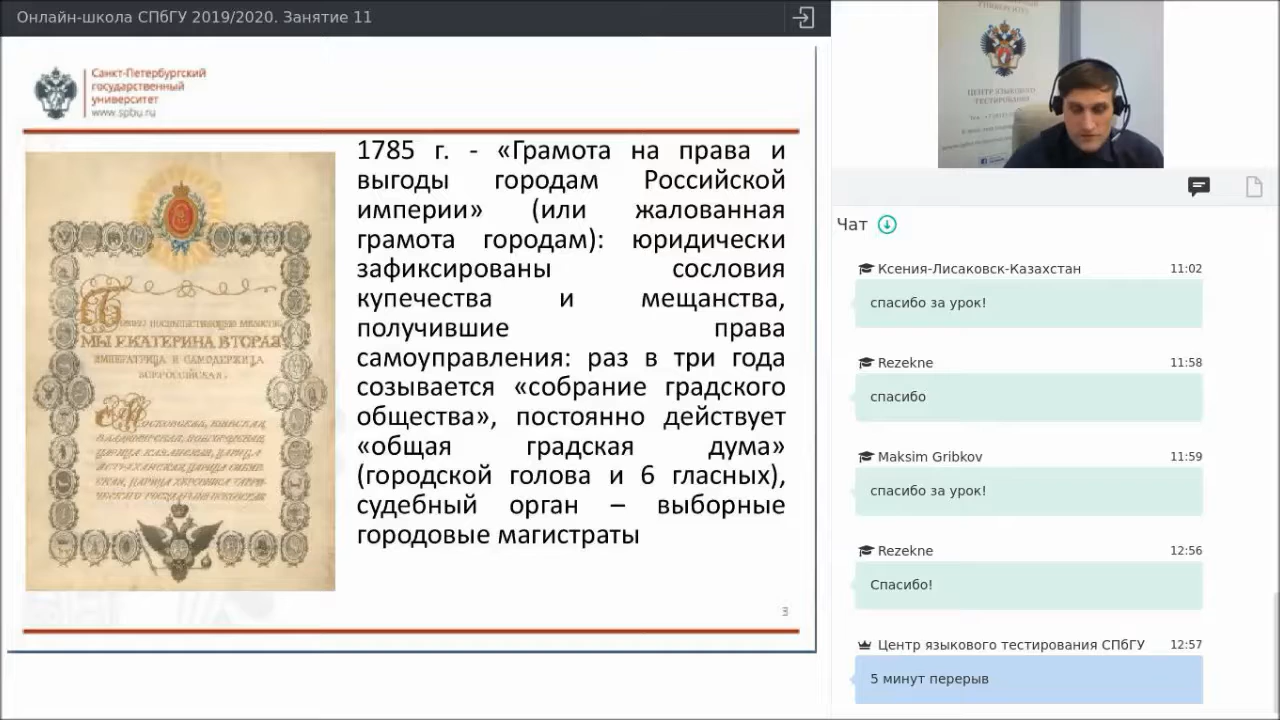 Онлайн-школа СПбГУ 2019/2020. Занятие 11
Санкт-Петербургский
государственный
университет
www.spbu.ru
1785 г. - «Грамота на права и
выгоды городам Российской
империи» (или жалованная
грамота городам): юридически
зафиксированы сословия
купечества и мещанства,
получившие права
самоуправления: раз в три года
созывается «собрание градского
общества», постоянно действует
«общая градская дума»
(городской голова и 6 гласных),
судебный орган – выборные
городовые магистраты
МЫ ЕКАТЕРИНА ВТОРАЯ
ИМПЕРАТРИЦА И САМОДЕРЖИЦА
ВСЕРОССІЙСКАЯ.
3
ЦЕНТР ЯЗЫКОВОГО
ТЕСТИРОВАНИЯ
Чат
Ксения-Лисаковск-Казахстан 11:02
спасибо за урок!
Rezekne 11:58
спасибо
Maksim Gribkov 11:59
спасибо за урок!
Rezekne 12:56
Спасибо!
Центр языкового тестирования СПбГУ 12:57
5 минут перерыв